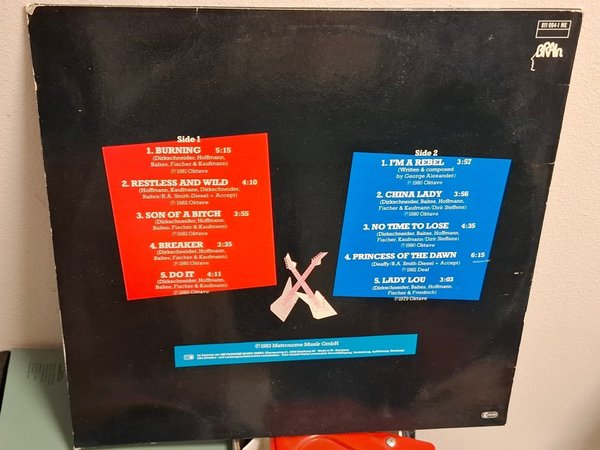 811 994-1 ME
BRAIN
Side 1
1. BURNING 5:15
(Dirkschneider, Hoffmann,
Baltes, Fischer & Kaufmann)
Ⓟ 1981 Oktave
2. RESTLESS AND WILD 4:10
(Hoffmann, Kaufmann, Dirkschneider,
Baltes/R.A. Smith-Diesel + Accept)
Ⓟ 1982 Oktave
3. SON OF A BITCH 3:55
(Dirkschneider, Hoffmann,
Baltes, Fischer & Kaufmann)
Ⓟ 1981 Oktave
4. BREAKER 3:35
(Dirkschneider, Hoffmann,
Baltes, Fischer & Kaufmann)
5. DO IT 4:11
(Dirkschneider, Hoffmann,
Baltes, Fischer & Kaufmann)
Ⓟ 1980 Oktave
Side 2
1. I'M A REBEL 3:57
(Written & composed
by George Alexander)
Ⓟ 1980 Oktave
2. CHINA LADY 3:56
(Dirkschneider, Baltes, Hoffmann,
Fischer & Kaufmann/Dirk Steffens)
Ⓟ 1980 Oktave
3. NO TIME TO LOSE 4:35
(Dirkschneider, Baltes, Hoffmann,
Fischer, Kaufmann/Dirk Steffens)
Ⓟ 1980 Oktave
4. PRINCESS OF THE DAWN 6:15
(Deaffy/R.A. Smith-Diesel + Accept)
Ⓟ 1982 Deaf
5. LADY LOU 3:03
(Dirkschneider, Baltes, Hoffmann,
Fischer & Friedrich)
Ⓟ 1979 Oktave
Ⓟ 1983 Metronome Musik GmbH